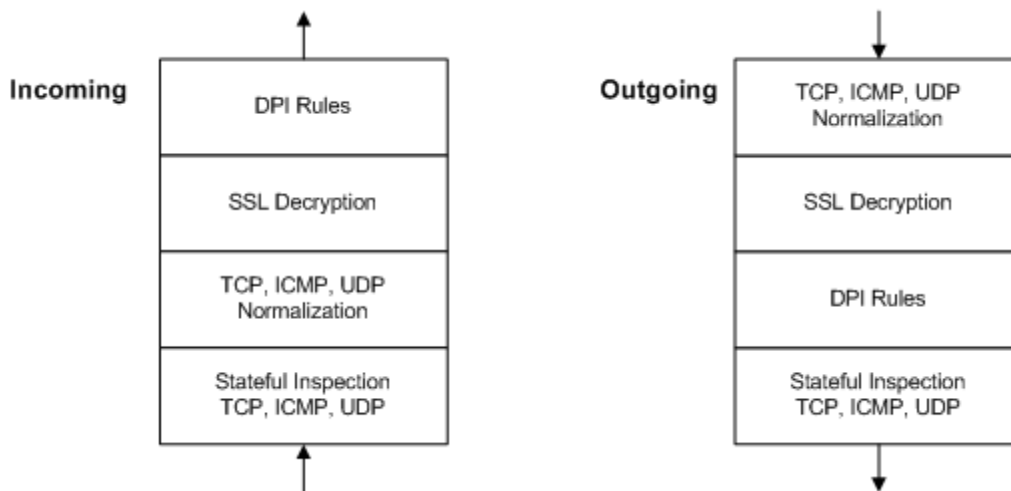 Incoming
DPI Rules
SSL Decryption
TCP, ICMP, UDP
Normalization
Stateful Inspection
TCP, ICMP, UDP
Outgoing
TCP, ICMP, UDP
Normalization
SSL Decryption
DPI Rules
Stateful Inspection
TCP, ICMP, UDP